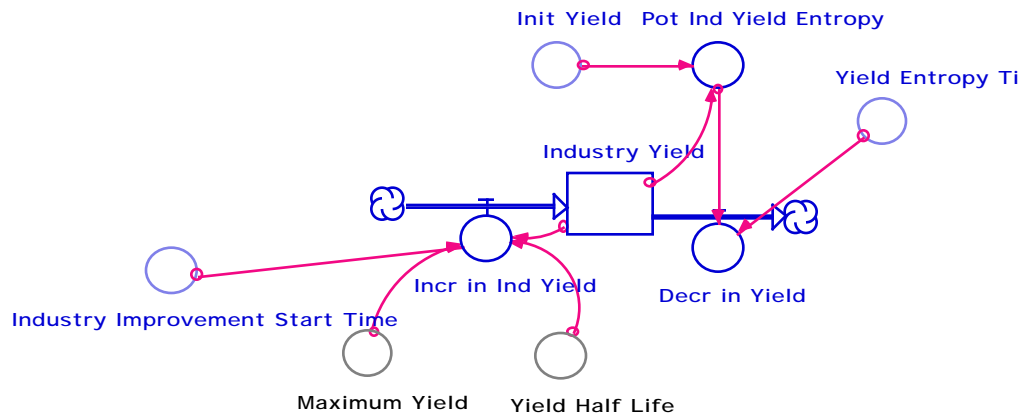 Init Yield
Pot Ind Yield Entropy
Yield Entropy Ti
Industry Yield
Incr in Ind Yield
Decr in Yield
Industry Improvement Start Time
Maximum Yield
Yield Half Life